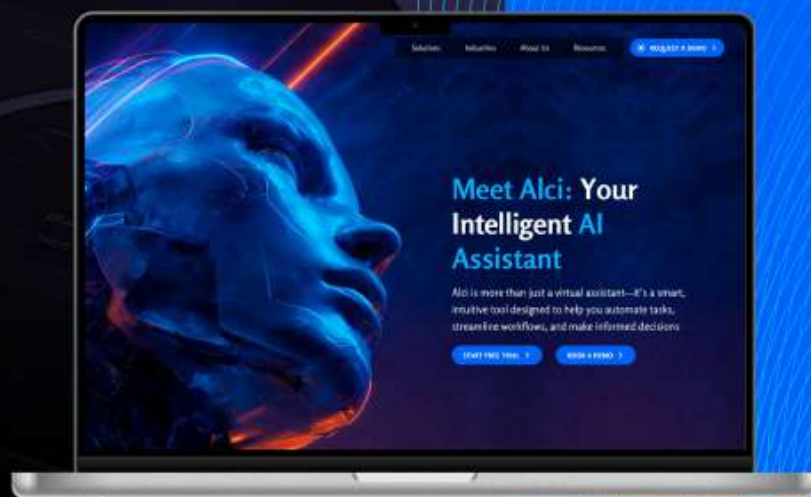 Solutions Industries About Us Resources REQUEST A DEMO
Meet Alci: Your
Intelligent AI
Assistant
Alci is more than just a virtual assistant—it's a smart,
intuitive tool designed to help you automate tasks,
streamline workflows, and make informed decisions
START FREE TRIAL BOOK A DEMO